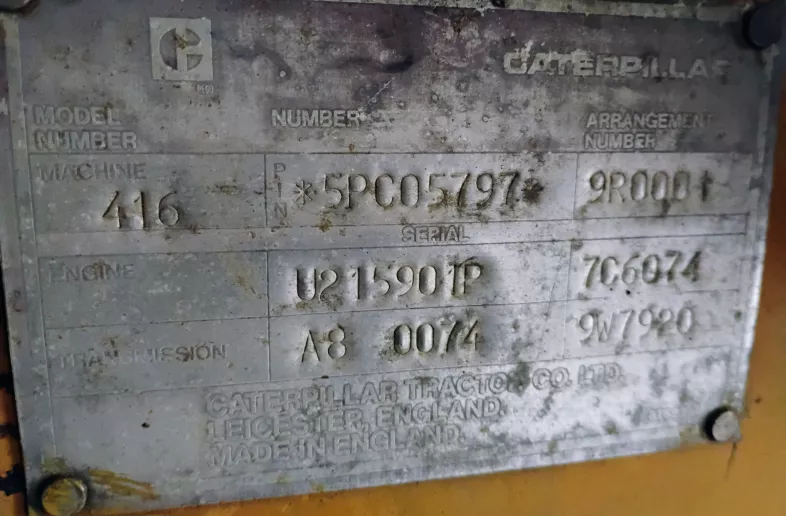 CATERPILLAR
MODEL NUMBER NUMBER ARRANGEMENT NUMBER
MACHINE 416 PIN *5PC05797* 9R0001
SERIAL
ENGINE U215901P 7C6074
TRANSMISSION A8 0074 9W7920
CATERPILLAR TRACTOR CO. LTD.
LEICESTER, ENGLAND.
MADE IN ENGLAND.